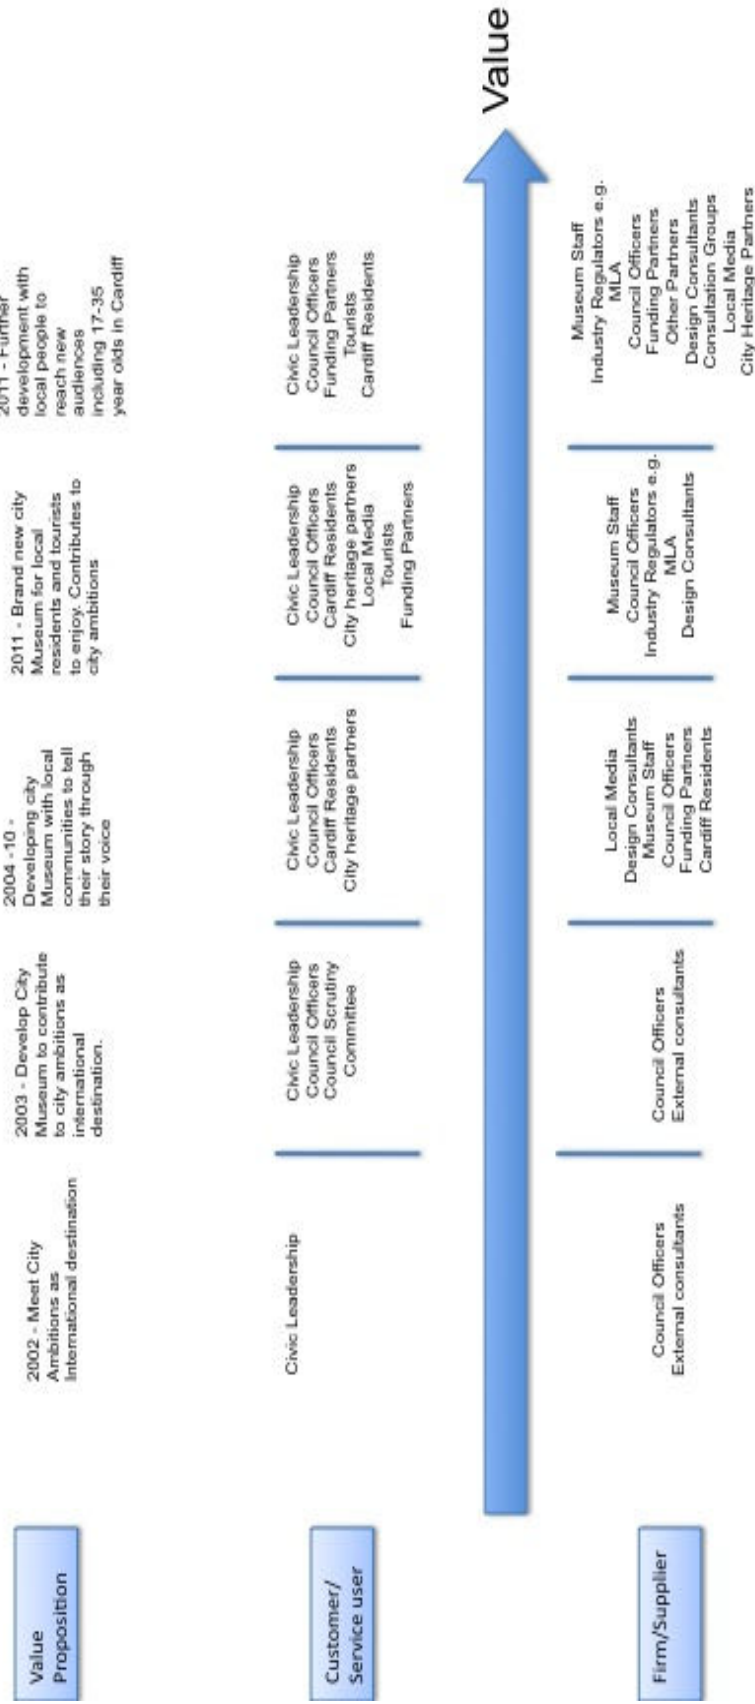 Value
Proposition
2002 - Meet City
Ambitions as
International destination
2003 - Develop City
Museum to contribute
to city ambitions as
international
destination.
2004 -10 -
Developing city
Museum with local
communities to tell
their story through
their voice
2011 - Brand new city
Museum for local
residents and tourists
to enjoy. Contributes to
city ambitions
2011 - Further
development with
local people to
reach new
audiences
including 17-35
year olds in Cardiff
Customer/
Service user
Civic Leadership
Civic Leadership
Council Officers
Council Scrutiny
Committee
Civic Leadership
Council Officers
Cardiff Residents
City heritage partners
Civic Leadership
Council Officers
Cardiff Residents
City heritage partners
Local Media
Tourists
Funding Partners
Civic Leadership
Council Officers
Funding Partners
Tourists
Cardiff Residents
Value
Firm/Supplier
Council Officers
External consultants
Council Officers
External consultants
Local Media
Design Consultants
Museum Staff
Council Officers
Funding Partners
Cardiff Residents
Museum Staff
Council Officers
Industry Regulators e.g.
MLA
Design Consultants
Museum Staff
Industry Regulators e.g.
MLA
Council Officers
Funding Partners
Other Partners
Design Consultants
Consultation Groups
Local Media
City Heritage Partners